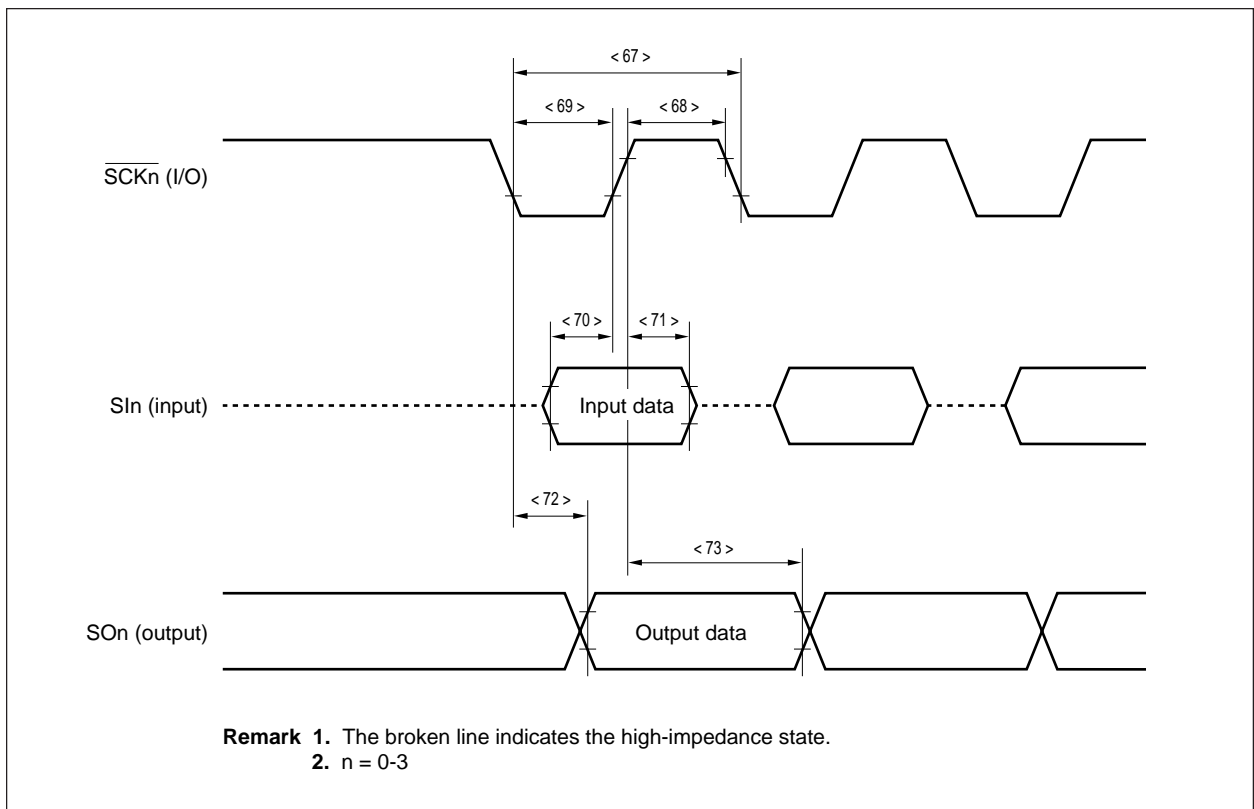 < 67 >
< 69 >
< 68 >
SCKn (I/O)
< 70 >
< 71 >
SIn (input)
Input data
< 72 >
< 73 >
SOn (output)
Output data
Remark 1. The broken line indicates the high-impedance state.
2. n = 0-3